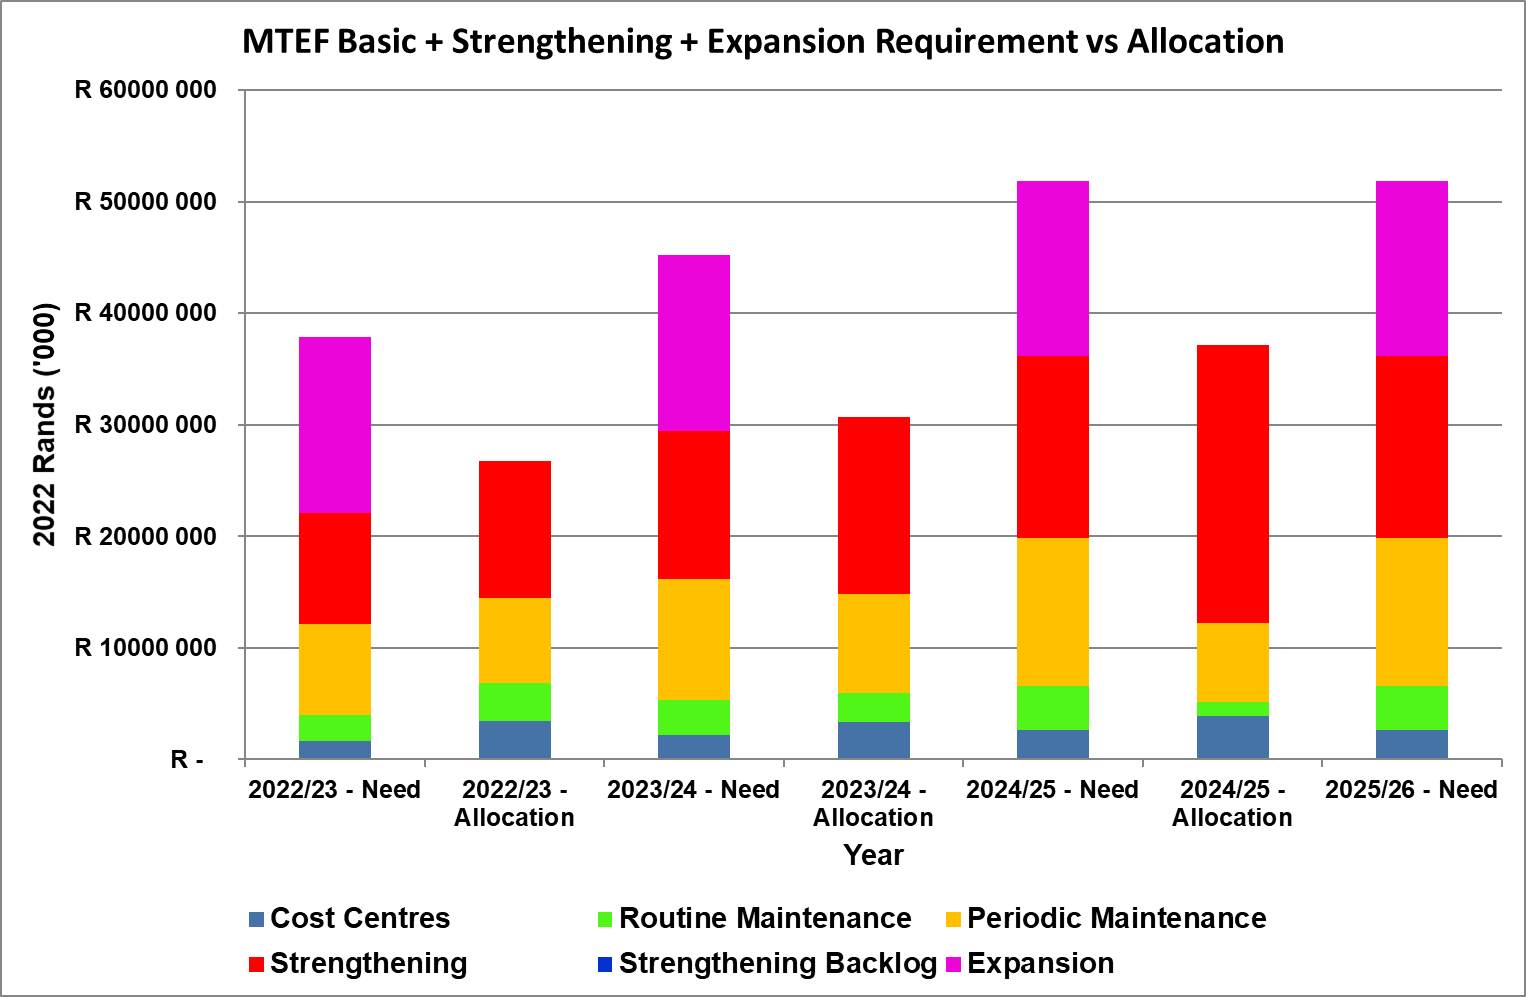 MTEF Basic + Strengthening + Expansion Requirement vs Allocation
R 60000 000
R 50000 000
R 40000 000
R 30000 000
R 20000 000
R 10000 000
R -
2022 Rands ('000)
2022/23 - Need
2022/23 -
Allocation
2023/24 - Need
2023/24 -
Allocation
2024/25 - Need
2024/25 -
Allocation
2025/26 - Need
Year
Cost Centres
Routine Maintenance
Periodic Maintenance
Strengthening
Strengthening Backlog
Expansion